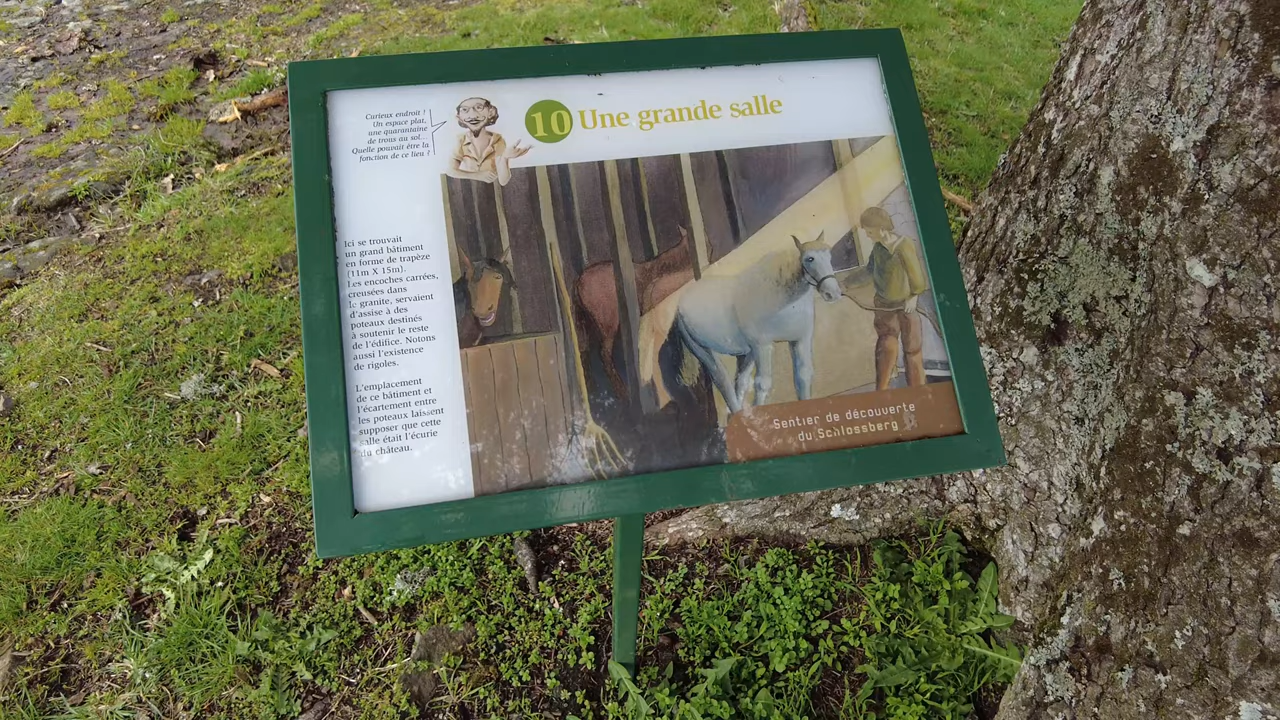 10 Une grande salle
Curieux endroit !
Un espace plat,
une quarantaine
de trous au sol...
Quelle pouvait être la
fonction de ce lieu ?
Ici se trouvait
un grand bâtiment
en forme de trapèze
(11m X 15m).
Les encoches carrées,
creusées dans
le granite, servaient
d'assise à des
poteaux destinés
à soutenir le reste
de l'édifice. Notons
aussi l'existence
de rigoles.
L'emplacement
de ce bâtiment et
l'écartement entre
les poteaux laissent
supposer que cette
salle était l'écurie
du château.
Sentier de découverte
du Schlossberg